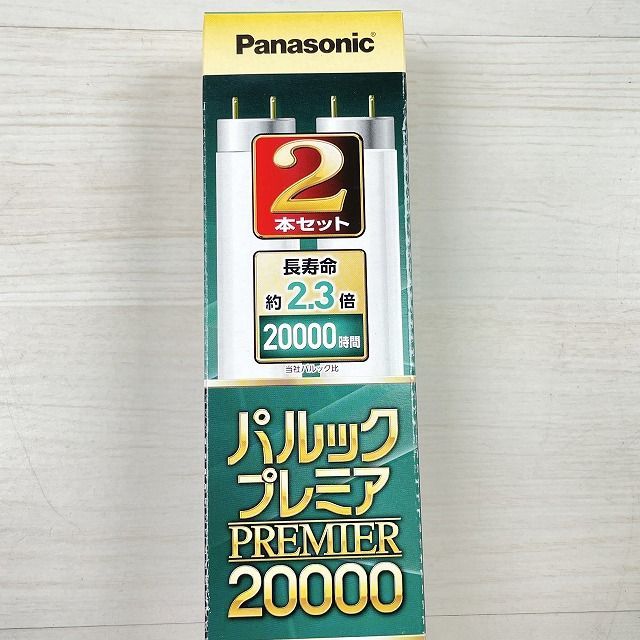 Panasonic®
2
本セット
長寿命
約2.3倍
20000時間
当社パルック比
パルック
プレミア
PREMIER
20000